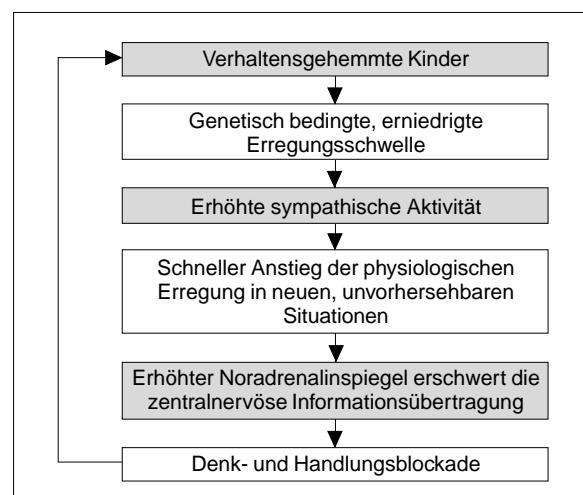 Verhaltensgehemmte Kinder
Genetisch bedingte, erniedrigte
Erregungsschwelle
Erhöhte sympathische Aktivität
Schneller Anstieg der physiologischen
Erregung in neuen, unvorhersehbaren
Situationen
Erhöhter Noradrenalinspiegel erschwert die
zentralnervöse Informationsübertragung
Denk- und Handlungsblockade